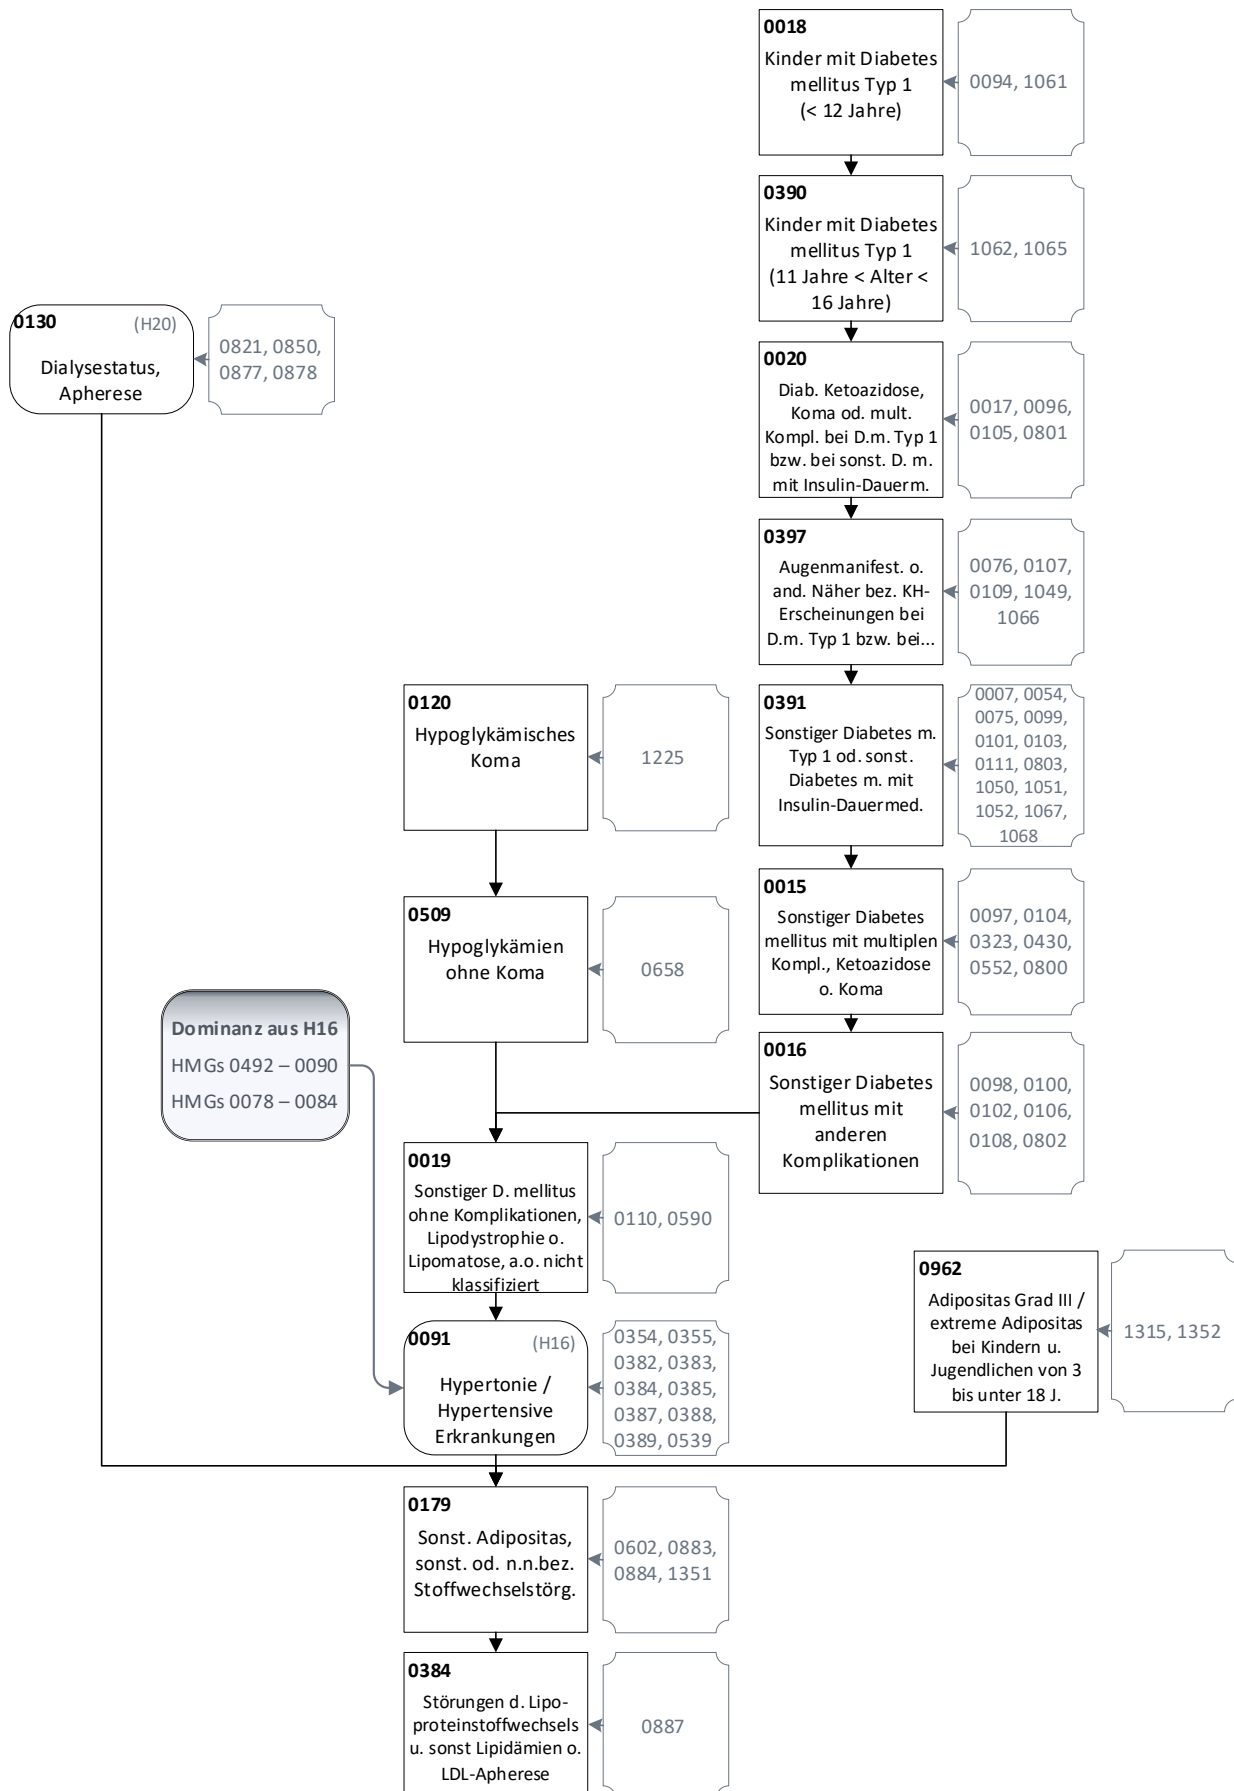 0018
Kinder mit Diabetes
mellitus Typ 1
(< 12 Jahre)
0094, 1061
0390
Kinder mit Diabetes
mellitus Typ 1
(11 Jahre < Alter <
16 Jahre)
1062, 1065
0130
(H20)
Dialysestatus,
Apherese
0821, 0850,
0877, 0878
0020
Diab. Ketoazidose,
Koma od. mult.
Kompl. bei D.m. Typ 1
bzw. bei sonst. D. m.
mit Insulin-Dauerm.
0017, 0096,
0105, 0801
0397
Augenmanifest. o.
and. Näher bez. KH-
Erscheinungen bei
D.m. Typ 1 bzw. bei...
0076, 0107,
0109, 1049,
1066
0120
Hypoglykämisches
Koma
1225
0391
Sonstiger Diabetes m.
Typ 1 od. sonst.
Diabetes m. mit
Insulin-Dauermed.
0007, 0054,
0075, 0099,
0101, 0103,
0111, 0803,
1050, 1051,
1052, 1067,
1068
0509
Hypoglykämien
ohne Koma
0658
0015
Sonstiger Diabetes
mellitus mit multiplen
Kompl., Ketoazidose
o. Koma
0097, 0104,
0323, 0430,
0552, 0800
Dominanz aus H16
HMGs 0492 – 0090
HMGs 0078 – 0084
0016
Sonstiger Diabetes
mellitus mit
anderen
Komplikationen
0098, 0100,
0102, 0106,
0108, 0802
0019
Sonstiger D. mellitus
ohne Komplikationen,
Lipodystrophie o.
Lipomatose, a.o. nicht
klassifiziert
0110, 0590
0962
Adipositas Grad III /
extreme Adipositas
bei Kindern u.
Jugendlichen von 3
bis unter 18 J.
1315, 1352
0091
(H16)
Hypertonie /
Hypertensive
Erkrankungen
0354, 0355,
0382, 0383,
0384, 0385,
0387, 0388,
0389, 0539
0179
Sonst. Adipositas,
sonst. od. n.n.bez.
Stoffwechselstörg.
0602, 0883,
0884, 1351
0384
Störungen d. Lipo-
proteinstoffwechsels
u. sonst Lipidämien o.
LDL-Apherese
0887